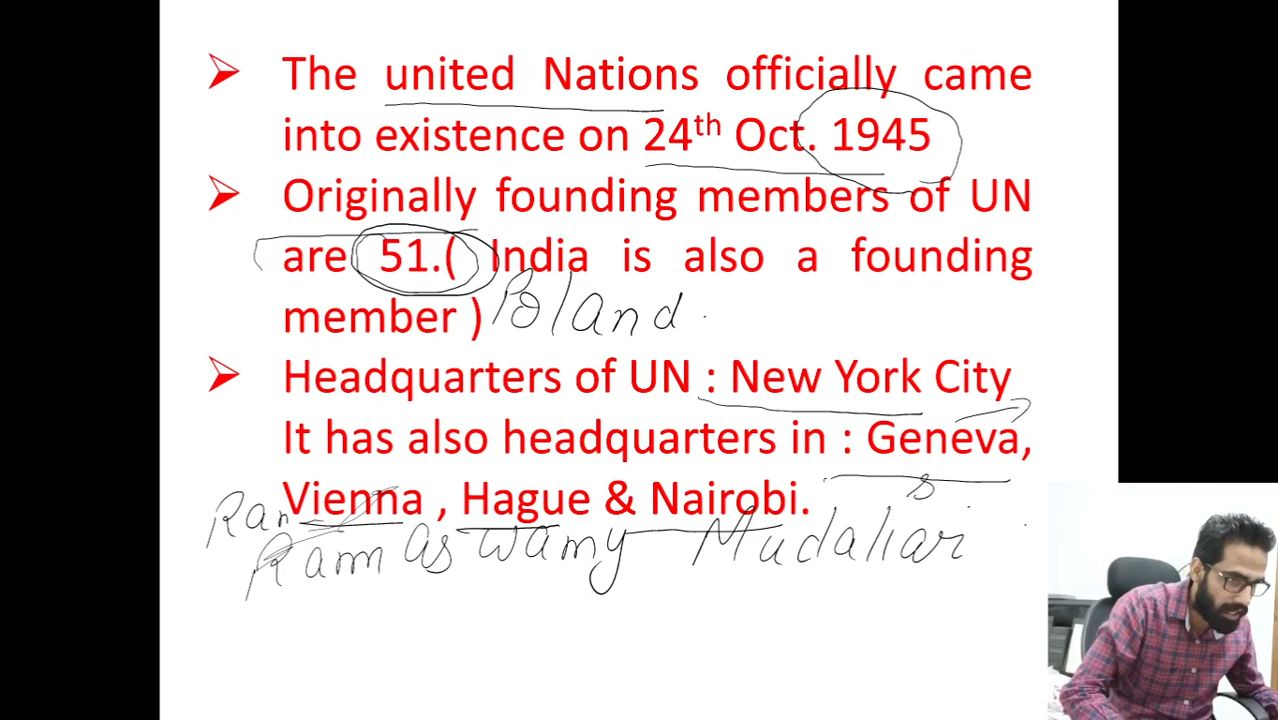 ➢ The united Nations officially came
into existence on 24th Oct. 1945
➢ Originally founding members of UN
are 51.( India is also a founding
member ) Poland .
➢ Headquarters of UN : New York City
It has also headquarters in : Geneva,
Vienna , Hague & Nairobi.
Ran
Ramaswamy Mudaliar